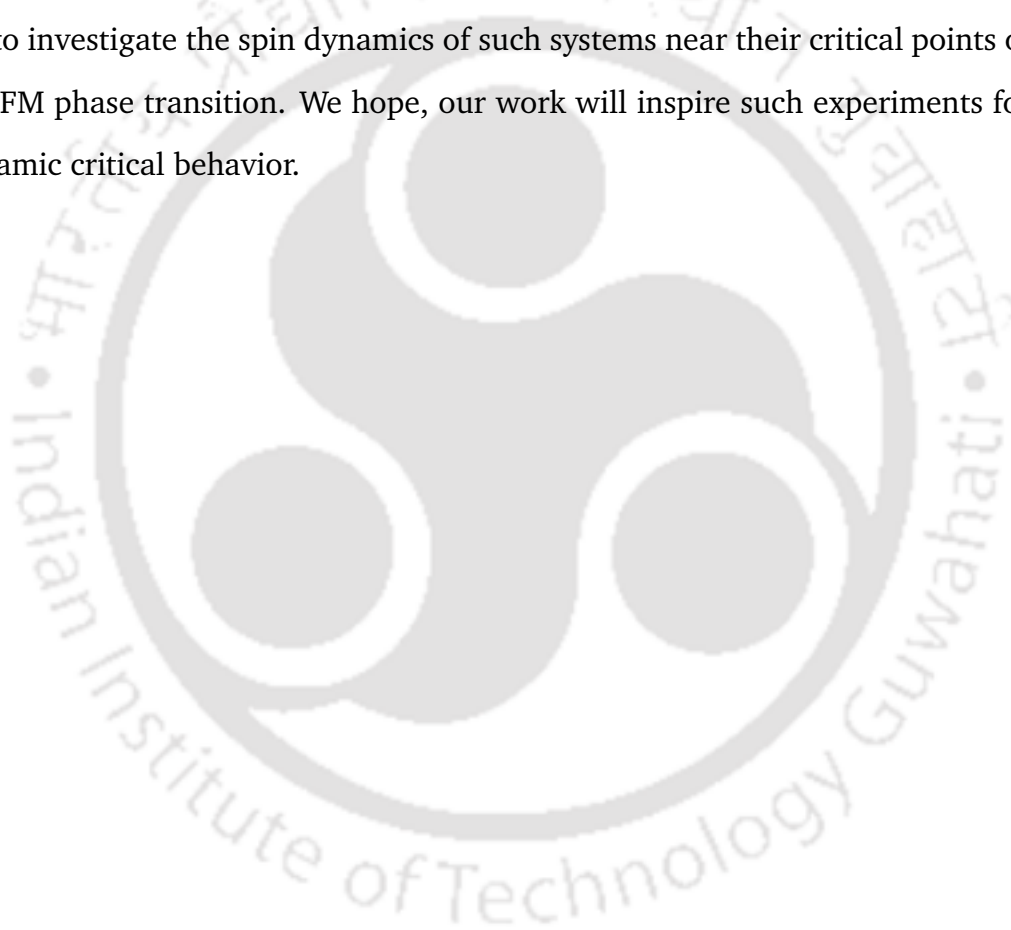 to investigate the spin dynamics of such systems near their critical points
FM phase transition. We hope, our work will inspire such experiments
amic critical behavior.
Indian Institute of Technology Guwahati